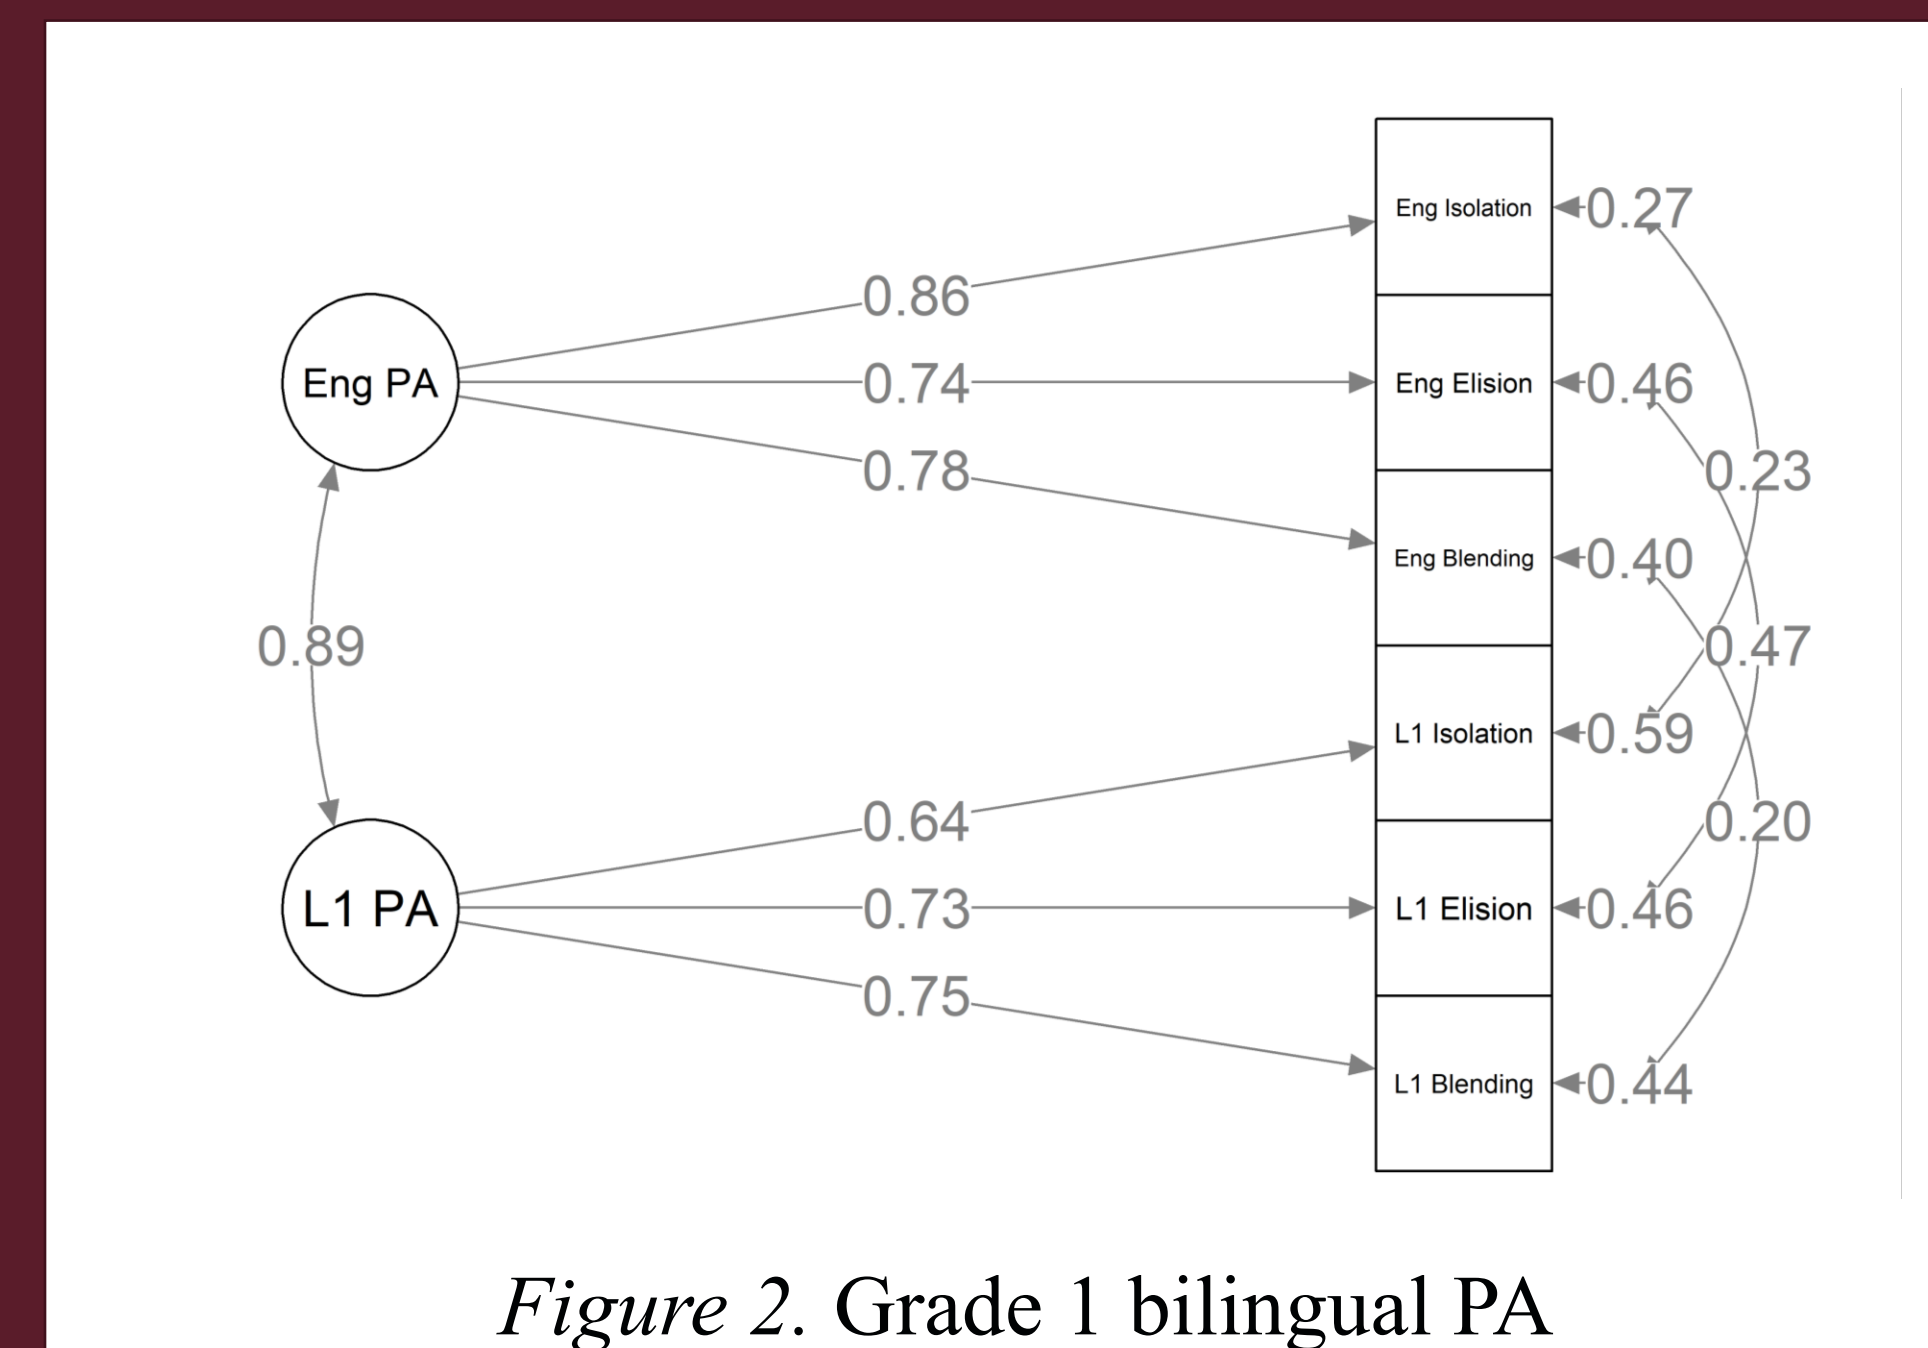 Eng Isolation
0.27
0.86
Eng PA
0.74
Eng Elision
0.46
0.78
0.23
Eng Blending
0.40
0.89
0.47
L1 Isolation
0.59
0.64
0.20
L1 PA
0.73
L1 Elision
0.46
0.75
L1 Blending
0.44
Figure 2. Grade 1 bilingual PA